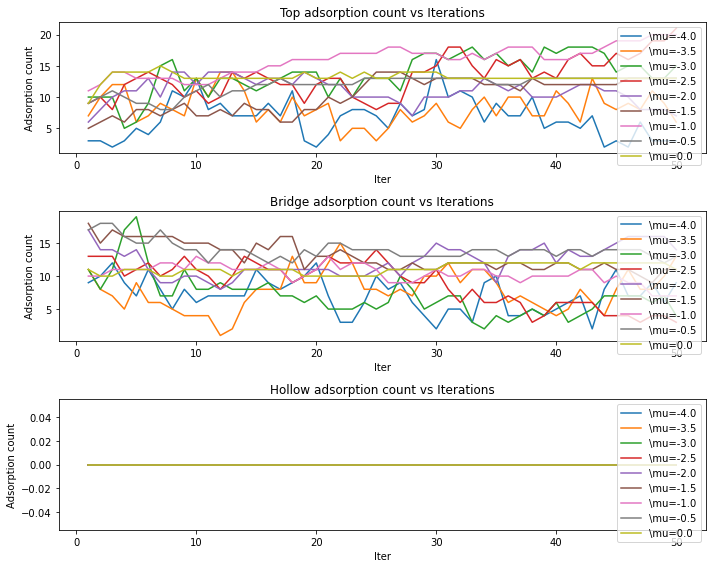 Top adsorption count vs Iterations
Adsorption count
20
15
10
5
0
10
20
30
40
50
Iter
\mu=-4.0
\mu=-3.5
\mu=-3.0
\mu=-2.5
\mu=-2.0
\mu=-1.5
\mu=-1.0
\mu=-0.5
\mu=0.0
Bridge adsorption count vs Iterations
Adsorption count
15
10
5
0
10
20
30
40
50
Iter
\mu=-4.0
\mu=-3.5
\mu=-3.0
\mu=-2.5
\mu=-2.0
\mu=-1.5
\mu=-1.0
\mu=-0.5
\mu=0.0
Hollow adsorption count vs Iterations
Adsorption count
0.04
0.02
0.00
−0.02
−0.04
0
10
20
30
40
50
Iter
\mu=-4.0
\mu=-3.5
\mu=-3.0
\mu=-2.5
\mu=-2.0
\mu=-1.5
\mu=-1.0
\mu=-0.5
\mu=0.0